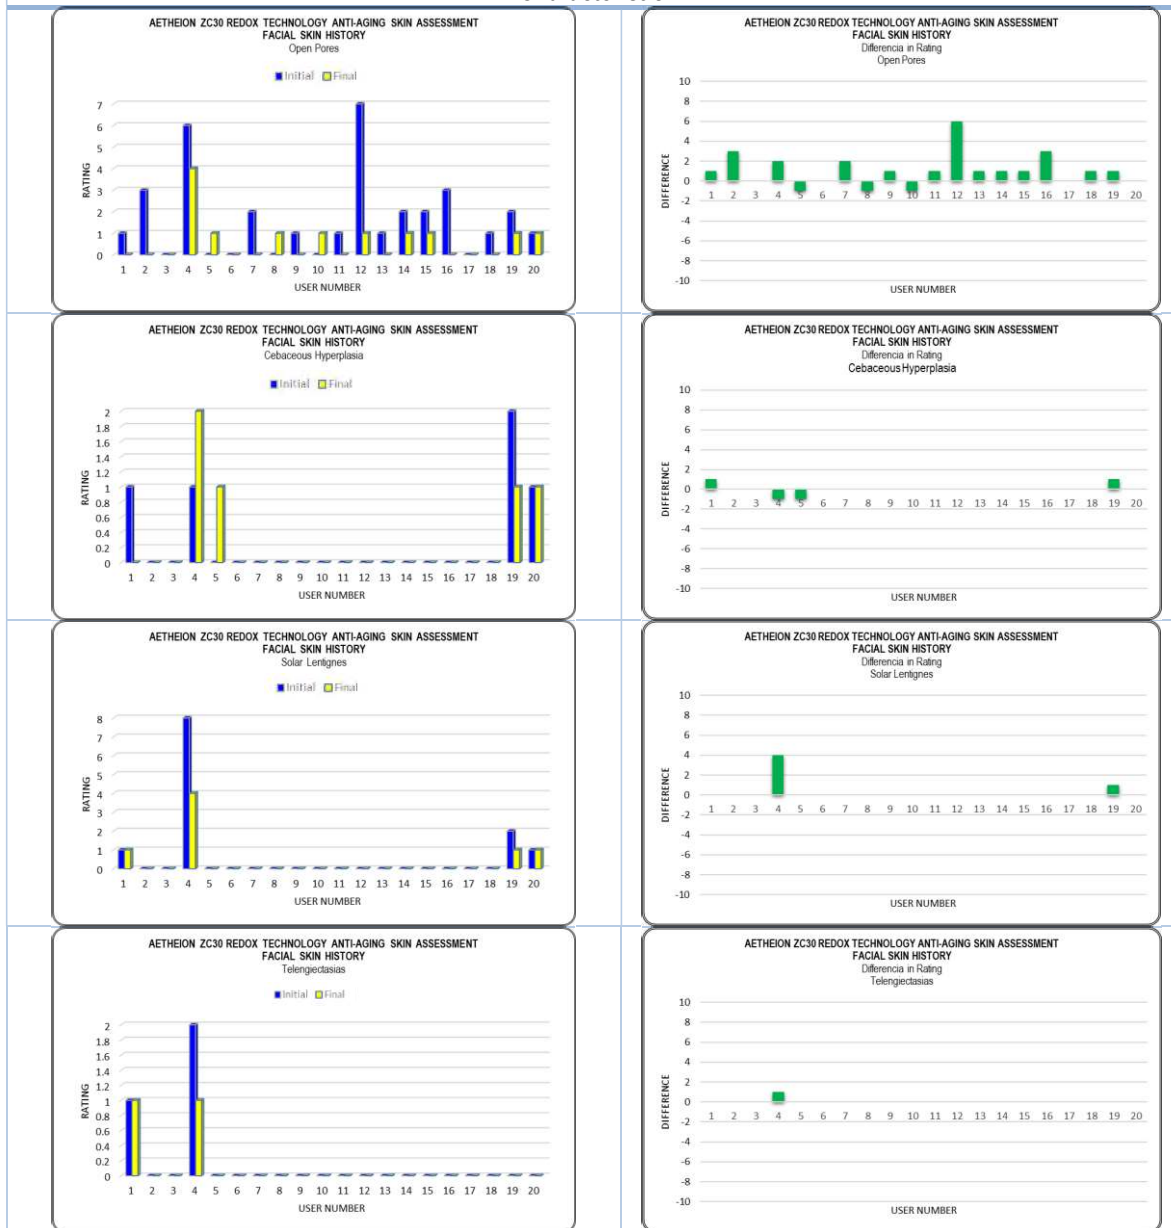 AETHEION ZC30 REDOX TECHNOLOGY ANTI-AGING SKIN ASSESSMENT
FACIAL SKIN HISTORY
Open Pores
Initial Final
RATING
7
6
5
4
3
2
1
0
1 2 3 4 5 6 7 8 9 10 11 12 13 14 15 16 17 18 19 20
USER NUMBER
AETHEION ZC30 REDOX TECHNOLOGY ANTI-AGING SKIN ASSESSMENT
FACIAL SKIN HISTORY
Differencia in Rating
Open Pores
DIFFERENCE
10
8
6
4
2
0
1 2 3 4 5 6 7 8 9 10 11 12 13 14 15 16 17 18 19 20
-2
-4
-6
-8
-10
USER NUMBER
AETHEION ZC30 REDOX TECHNOLOGY ANTI-AGING SKIN ASSESSMENT
FACIAL SKIN HISTORY
Cebaceous Hyperplasia
Initial Final
RATING
2
1.8
1.6
1.4
1.2
1
0.8
0.6
0.4
0.2
0
1 2 3 4 5 6 7 8 9 10 11 12 13 14 15 16 17 18 19 20
USER NUMBER
AETHEION ZC30 REDOX TECHNOLOGY ANTI-AGING SKIN ASSESSMENT
FACIAL SKIN HISTORY
Differencia in Rating
Cebaceous Hyperplasia
DIFFERENCE
10
8
6
4
2
0
1 2 3 4 5 6 7 8 9 10 11 12 13 14 15 16 17 18 19 20
-2
-4
-6
-8
-10
USER NUMBER
AETHEION ZC30 REDOX TECHNOLOGY ANTI-AGING SKIN ASSESSMENT
FACIAL SKIN HISTORY
Solar Lentignes
Initial Final
RATING
8
7
6
5
4
3
2
1
0
1 2 3 4 5 6 7 8 9 10 11 12 13 14 15 16 17 18 19 20
USER NUMBER
AETHEION ZC30 REDOX TECHNOLOGY ANTI-AGING SKIN ASSESSMENT
FACIAL SKIN HISTORY
Differencia in Rating
Solar Lentignes
DIFFERENCE
10
8
6
4
2
0
1 2 3 4 5 6 7 8 9 10 11 12 13 14 15 16 17 18 19 20
-2
-4
-6
-8
-10
USER NUMBER
AETHEION ZC30 REDOX TECHNOLOGY ANTI-AGING SKIN ASSESSMENT
FACIAL SKIN HISTORY
Telengiectasias
Initial Final
RATING
2
1.8
1.6
1.4
1.2
1
0.8
0.6
0.4
0.2
0
1 2 3 4 5 6 7 8 9 10 11 12 13 14 15 16 17 18 19 20
USER NUMBER
AETHEION ZC30 REDOX TECHNOLOGY ANTI-AGING SKIN ASSESSMENT
FACIAL SKIN HISTORY
Differencia in Rating
Telengiectasias
DIFFERENCE
10
8
6
4
2
0
1 2 3 4 5 6 7 8 9 10 11 12 13 14 15 16 17 18 19 20
-2
-4
-6
-8
-10
USER NUMBER